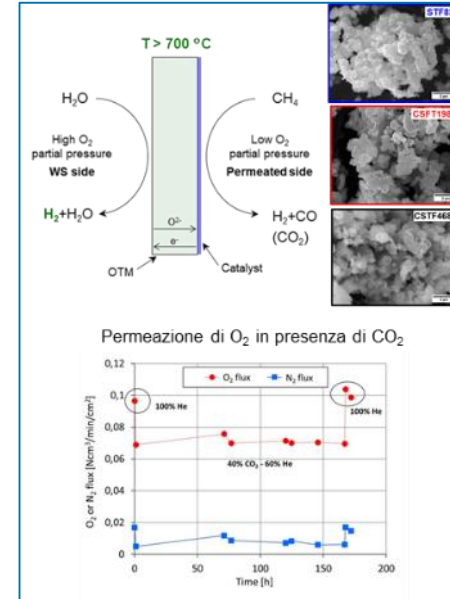 T > 700 °C
H₂O
High O₂
partial pressure
WS side
H₂+H₂O
O²⁻
e⁻
OTM
Catalyst
CH₄
Low O₂
partial pressure
Permeated side
H₂+CO
(CO₂)
CSFT198
CSTF468
Permeazione di O₂ in presenza di CO₂
O₂ flux
N₂ flux
100% He
40% CO₂ - 60% He
100% He
O₂ or N₂ flux [Ncm³/min/cm²]
0,12
0,1
0,08
0,06
0,04
0,02
0
0
50
100
150
200
Time [h]